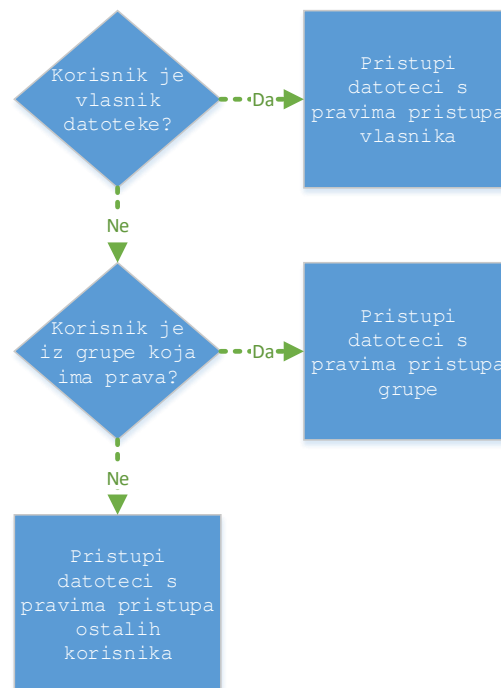 Korisnik je
vlasnik
datoteke?
Da
Pristupi
datoteci s
pravima pristupa
vlasnika
Ne
Korisnik je
iz grupe koja
ima prava?
Da
Pristupi
datoteci s
pravima pristupa
grupe
Ne
Pristupi
datoteci s
pravima pristupa
ostalih
korisnika